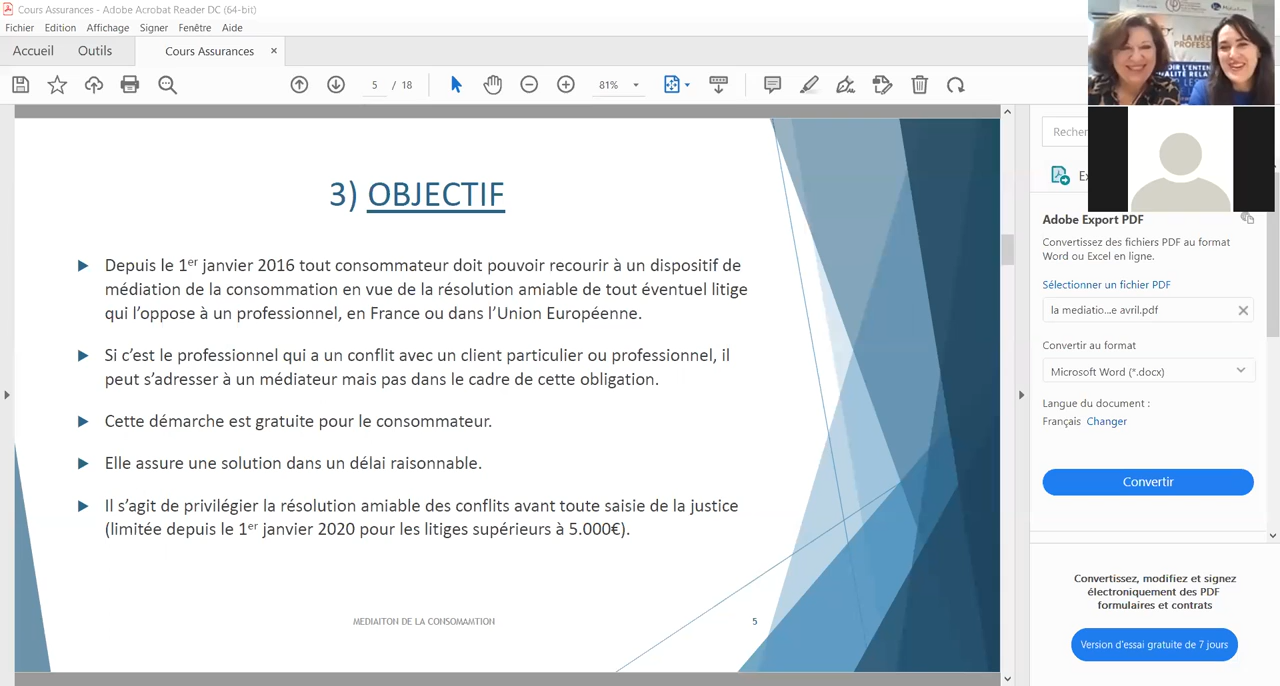 Cours Assurances - Adobe Acrobat Reader DC (64-bit)
Fichier Edition Affichage Signer Fenêtre Aide
Accueil Outils Cours Assurances ×
5 / 18 81%
3) OBJECTIF
Depuis le 1er janvier 2016 tout consommateur doit pouvoir recourir à un dispositif de
médiation de la consommation en vue de la résolution amiable de tout éventuel litige
qui l’oppose à un professionnel, en France ou dans l’Union Européenne.
Si c’est le professionnel qui a un conflit avec un client particulier ou professionnel, il
peut s’adresser à un médiateur mais pas dans le cadre de cette obligation.
Cette démarche est gratuite pour le consommateur.
Elle assure une solution dans un délai raisonnable.
Il s’agit de privilégier la résolution amiable des conflits avant toute saisie de la justice
(limitée depuis le 1er janvier 2020 pour les litiges supérieurs à 5.000€).
MEDIAITON DE LA CONSOMAMTION 5
LA MÉ
PROFES
Recher
Ex
Adobe Export PDF
Convertissez des fichiers PDF au format
Word ou Excel en ligne.
Sélectionner un fichier PDF
la mediatio...e avril.pdf
Convertir au format
Microsoft Word (*.docx)
Langue du document :
Français Changer
Convertir
Convertissez, modifiez et signez
électroniquement des PDF
formulaires et contrats
Version d'essai gratuite de 7 jours